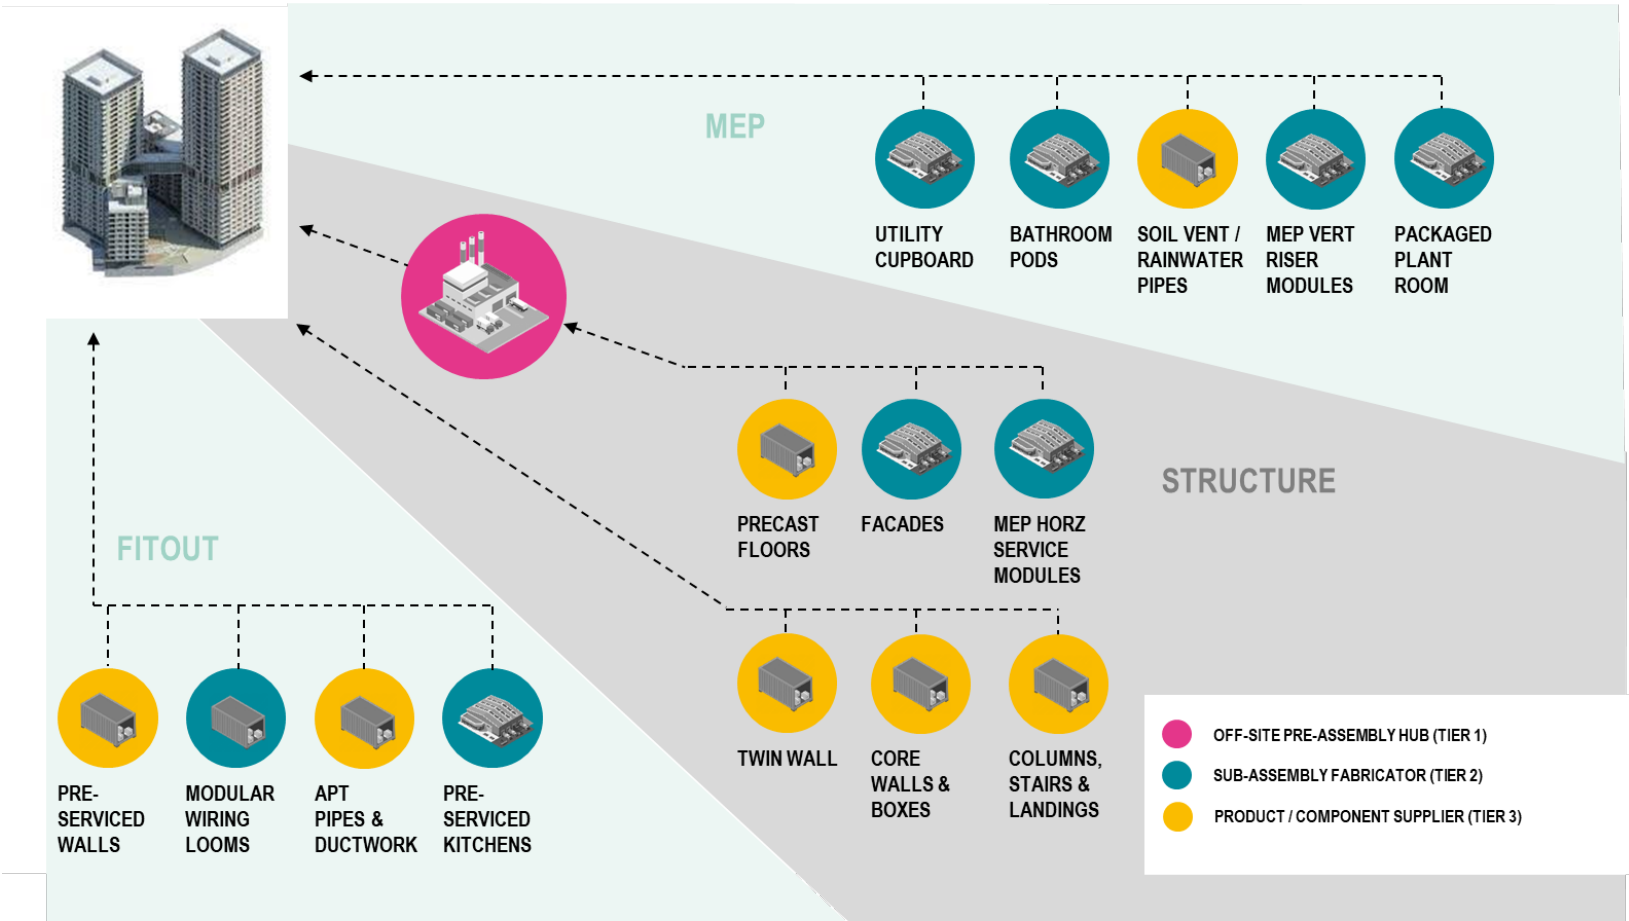 MEP
UTILITY
CUPBOARD
BATHROOM
PODS
SOIL VENT /
RAINWATER
PIPES
MEP VERT
RISER
MODULES
PACKAGED
PLANT
ROOM
STRUCTURE
PRECAST
FLOORS
FACADES
MEP HORZ
SERVICE
MODULES
TWIN WALL
CORE
WALLS &
BOXES
COLUMNS,
STAIRS &
LANDINGS
FITOUT
PRE-
SERVICED
WALLS
MODULAR
WIRING
LOOMS
APT
PIPES &
DUCTWORK
PRE-
SERVICED
KITCHENS
OFF-SITE PRE-ASSEMBLY HUB (TIER 1)
SUB-ASSEMBLY FABRICATOR (TIER 2)
PRODUCT / COMPONENT SUPPLIER (TIER 3)